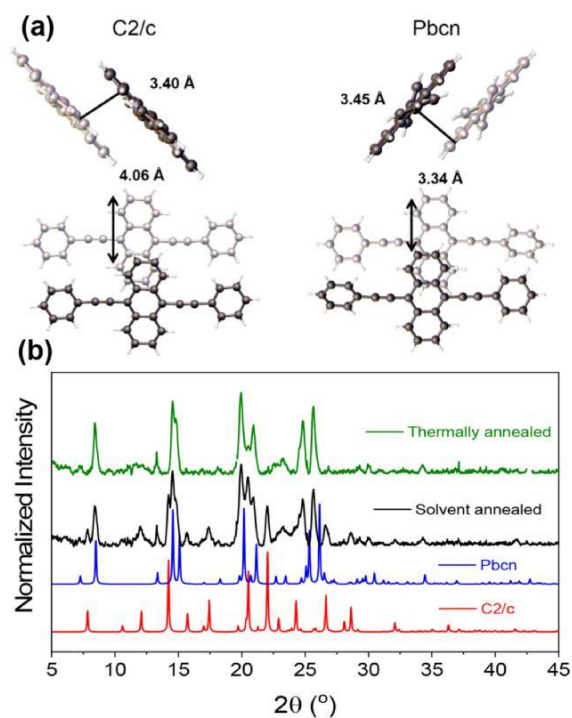 (a)
C2/c
Pbcn
3.40 Å
3.45 Å
4.06 Å
3.34 Å
(b)
Normalized Intensity
Thermally annealed
Solvent annealed
Pbcn
C2/c
5 10 15 20 25 30 35 40 45
2θ (°)